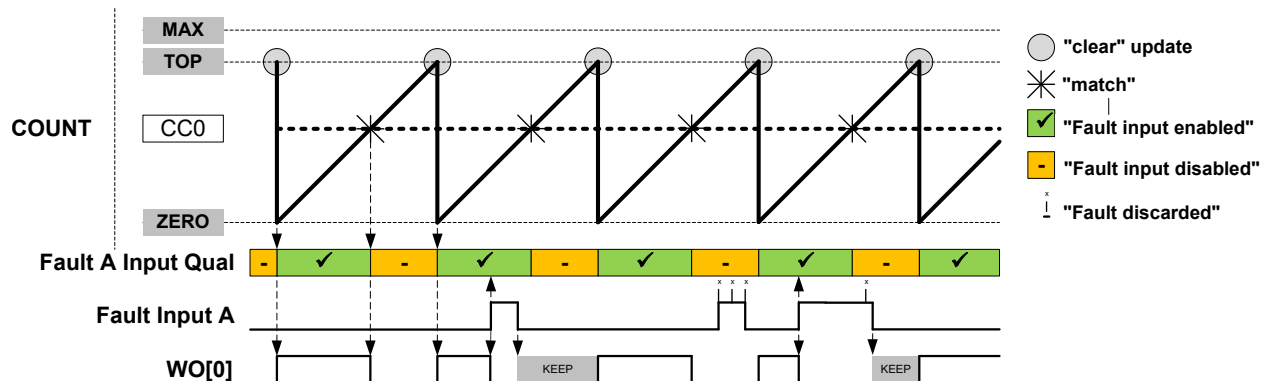 MAX
"clear" update
TOP
"match"
COUNT
CC0
"Fault input enabled"
- "Fault input disabled"
x
ZERO
"Fault discarded"
Fault A Input Qual
- ✓ - ✓ - ✓ - ✓ - ✓
x x x x
Fault Input A
WO[0]
KEEP
KEEP